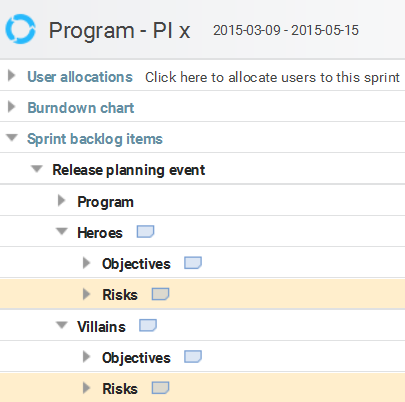 Program - PI x 2015-03-09 - 2015-05-15
User allocations Click here to allocate users to this sprint
Burndown chart
Sprint backlog items
Release planning event
Program
Heroes
Objectives
Risks
Villains
Objectives
Risks